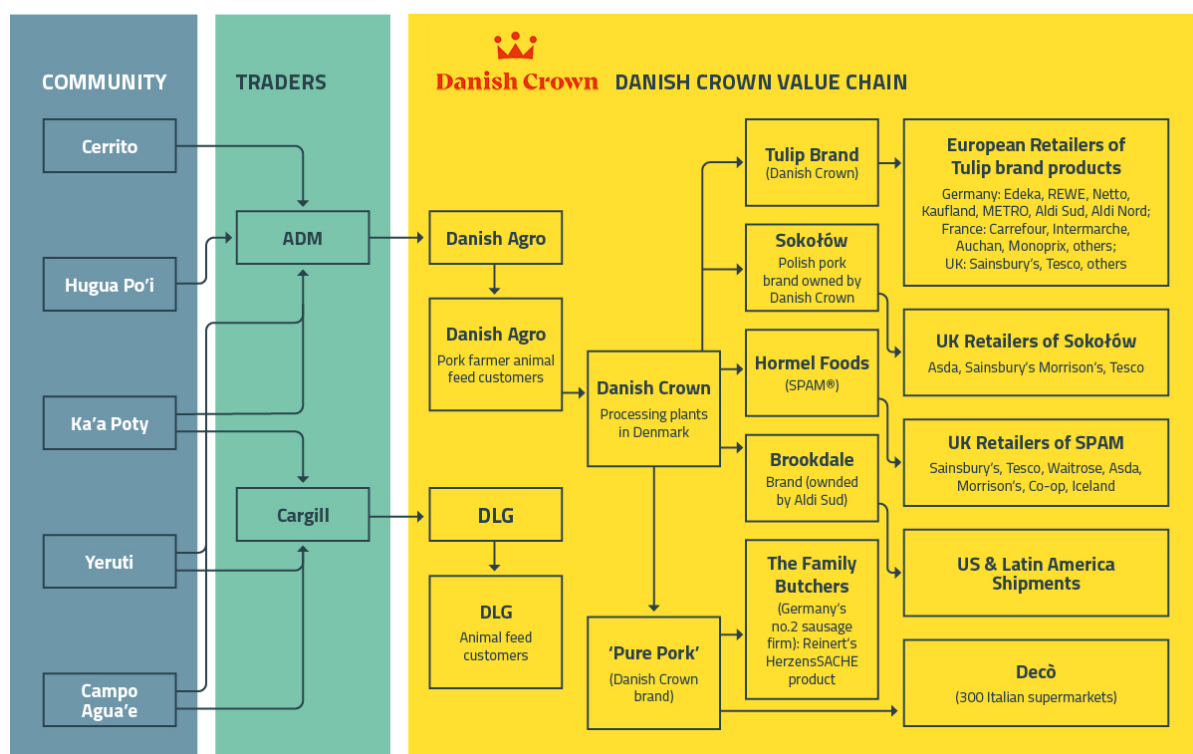 COMMUNITY
Cerrito
Hugua Po'i
Ka'a Poty
Yeruti
Campo
Agua'e
TRADERS
ADM
Cargill
Danish Crown
DANISH CROWN VALUE CHAIN
Danish Agro
Danish Agro
Pork farmer animal
feed customers
DLG
DLG
Animal feed
customers
Danish Crown
Processing plants
in Denmark
'Pure Pork'
(Danish Crown
brand)
Tulip Brand
(Danish Crown)
Sokołów
Polish pork
brand owned by
Danish Crown
Hormel Foods
(SPAM®)
Brookdale
Brand (ownded
by Aldi Sud)
The Family
Butchers
(Germany's
no.2 sausage
firm): Reinert's
HerzensSACHE
product
European Retailers of
Tulip brand products
Germany: Edeka, REWE, Netto,
Kaufland, METRO, Aldi Sud, Aldi Nord;
France: Carrefour, Intermarche,
Auchan, Monoprix, others;
UK: Sainsbury's, Tesco, others
UK Retailers of Sokołów
Asda, Sainsbury's Morrison's, Tesco
UK Retailers of SPAM
Sainsbury's, Tesco, Waitrose, Asda,
Morrison's, Co-op, Iceland
US & Latin America
Shipments
Decò
(300 Italian supermarkets)